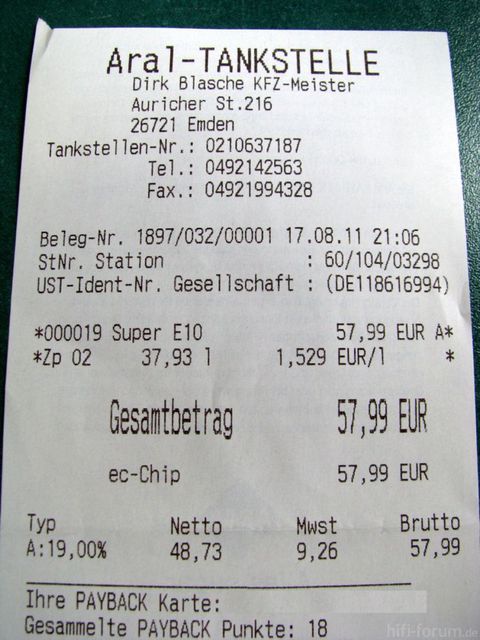 Aral-TANKSTELLE
Dirk Blasche KFZ-Meister
Auricher St.216
26721 Emden
Tankstellen-Nr.: 0210637187
Tel.: 0492142563
Fax.: 04921994328
Beleg-Nr. 1897/032/00001 17.08.11 21:06
StNr. Station : 60/104/03298
UST-Ident-Nr. Gesellschaft : (DE118616994)
*000019 Super E10 57,99 EUR A*
*Zp 02 37,93 l 1,529 EUR/l *
Gesamtbetrag 57,99 EUR
ec-Chip 57,99 EUR
Typ Netto Mwst Brutto
A:19,00% 48,73 9,26 57,99
Ihre PAYBACK Karte:
Gesammelte PAYBACK Punkte: 18
hifi-forum.de